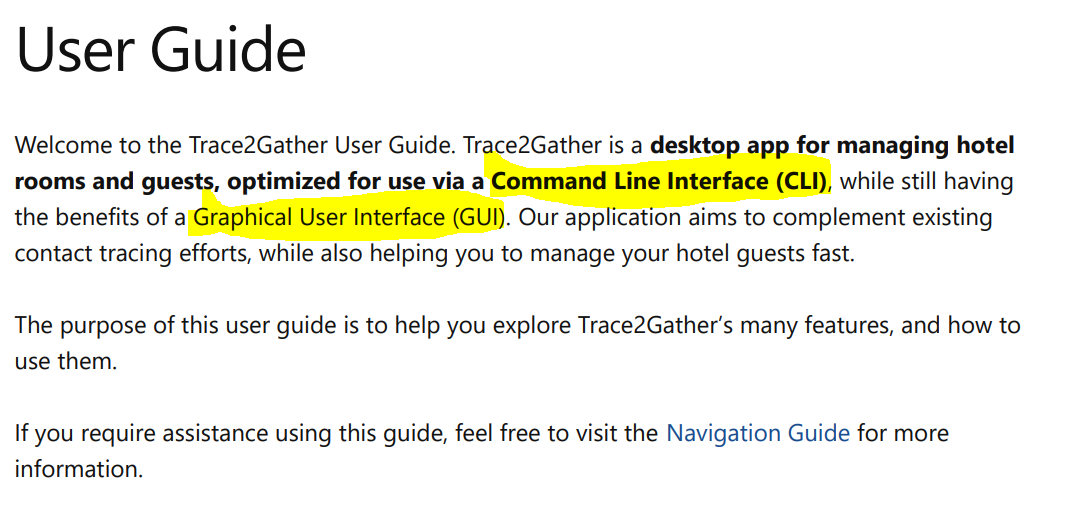 User Guide
Welcome to the Trace2Gather User Guide. Trace2Gather is a desktop app for managing hotel
rooms and guests, optimized for use via a Command Line Interface (CLI), while still having
the benefits of a Graphical User Interface (GUI). Our application aims to complement existing
contact tracing efforts, while also helping you to manage your hotel guests fast.
The purpose of this user guide is to help you explore Trace2Gather’s many features, and how to
use them.
If you require assistance using this guide, feel free to visit the Navigation Guide for more
information.